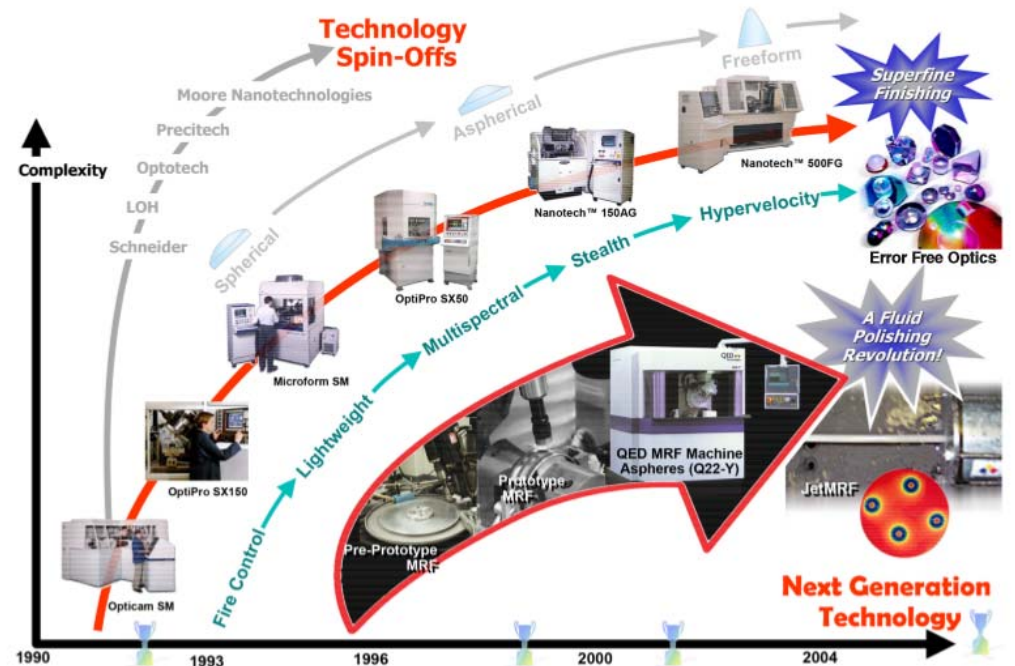 Technology
Spin-Offs
Moore Nanotechnologies
Precitech
Optotech
LOH
Schneider
Complexity
Spherical
Aspherical
Freeform
Superfine
Finishing
Nanotech™ 500FG
Nanotech™ 150AG
OptiPro SX50
Microform SM
OptiPro SX150
Opticam SM
Error Free Optics
Fire Control
Lightweight
Multispectral
Stealth
Hypervelocity
A Fluid
Polishing
Revolution!
QED
QED MRF Machine
Aspheres (Q22-Y)
Prototype
MRF
Pre-Prototype
MRF
JetMRF
Next Generation
Technology
1990
1993
1996
2000
2004